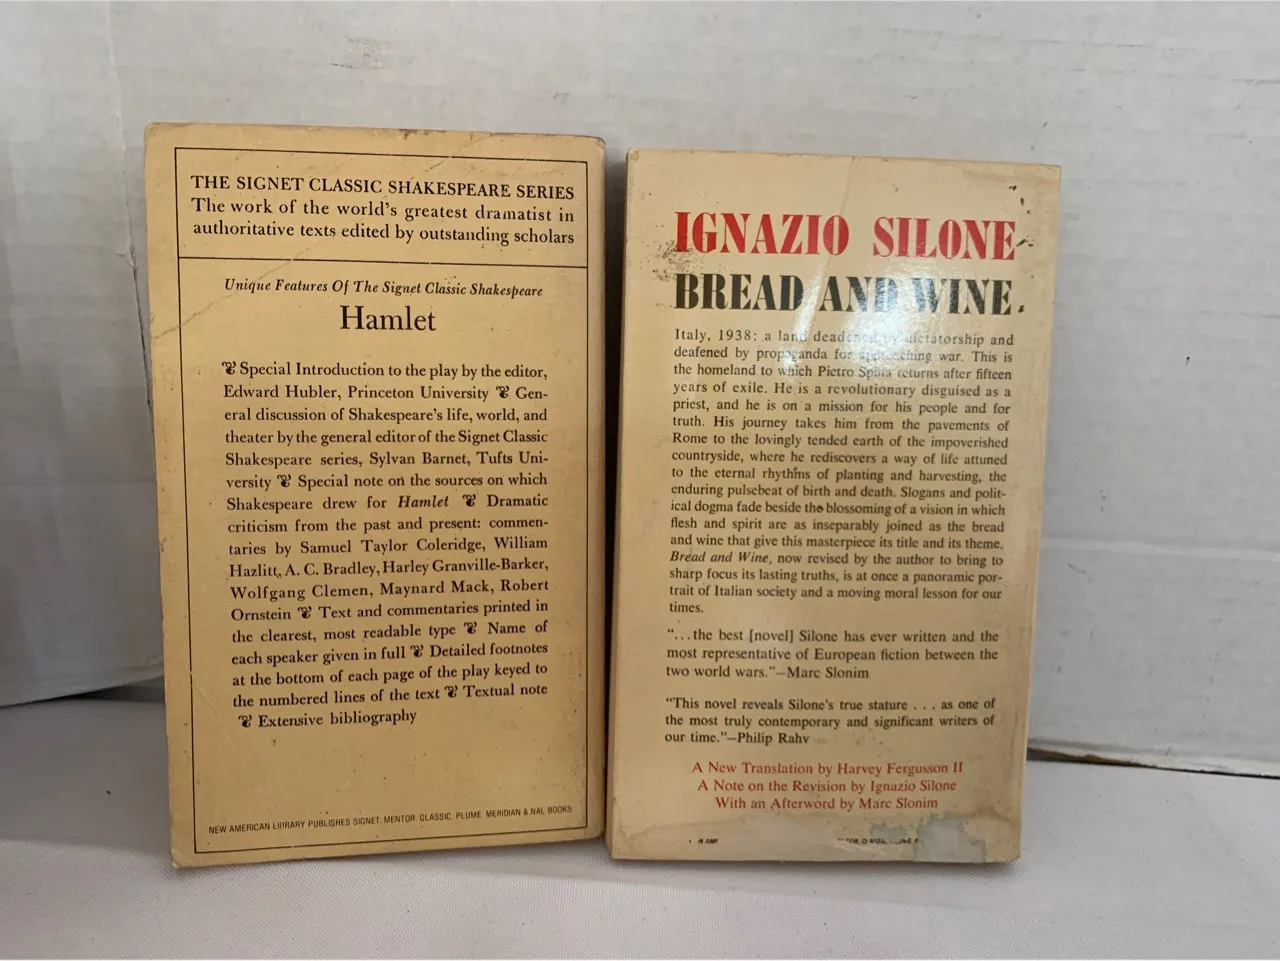 THE SIGNET CLASSIC SHAKESPEARE SERIES
The work of the world's greatest dramatist in
authoritative texts edited by outstanding scholars
Unique Features Of The Signet Classic Shakespeare
Hamlet
Special Introduction to the play by the editor,
Edward Hubler, Princeton University Gen-
eral discussion of Shakespeare's life, world, and
theater by the general editor of the Signet Classic
Shakespeare series, Sylvan Barnet, Tufts Uni-
versity Special note on the sources on which
Shakespeare drew for Hamlet Dramatic
criticism from the past and present: commen-
taries by Samuel Taylor Coleridge, William
Hazlitt, A. C. Bradley, Harley Granville-Barker,
Wolfgang Clemen, Maynard Mack, Robert
Ornstein Text and commentaries printed in
the clearest, most readable type Name of
each speaker given in full Detailed footnotes
at the bottom of each page of the play keyed to
the numbered lines of the text Textual note
Extensive bibliography
NEW AMERICAN LIBRARY PUBLISHES SIGNET, MENTOR, CLASSIC, PLUME, MERIDIAN & NAL BOOKS
IGNAZIO SILONE
BREAD AND WINE
Italy, 1938: a land deadened by dictatorship and
deafened by propaganda for approaching war. This is
the homeland to which Pietro Spina returns after fifteen
years of exile. He is a revolutionary disguised as a
priest, and he is on a mission for his people and for
truth. His journey takes him from the pavements of
Rome to the lovingly tended earth of the impoverished
countryside, where he rediscovers a way of life attuned
to the eternal rhythms of planting and harvesting, the
enduring pulsebeat of birth and death. Slogans and polit-
ical dogma fade beside the blossoming of a vision in which
flesh and spirit are as inseparably joined as the bread
and wine that give this masterpiece its title and its theme.
Bread and Wine, now revised by the author to bring to
sharp focus its lasting truths, is at once a panoramic por-
trait of Italian society and a moving moral lesson for our
times.
"...the best [novel] Silone has ever written and the
most representative of European fiction between the
two world wars."—Marc Slonim
"This novel reveals Silone's true stature . . . as one of
the most truly contemporary and significant writers of
our time."—Philip Rahv
A New Translation by Harvey Fergusson II
A Note on the Revision by Ignazio Silone
With an Afterword by Marc Slonim